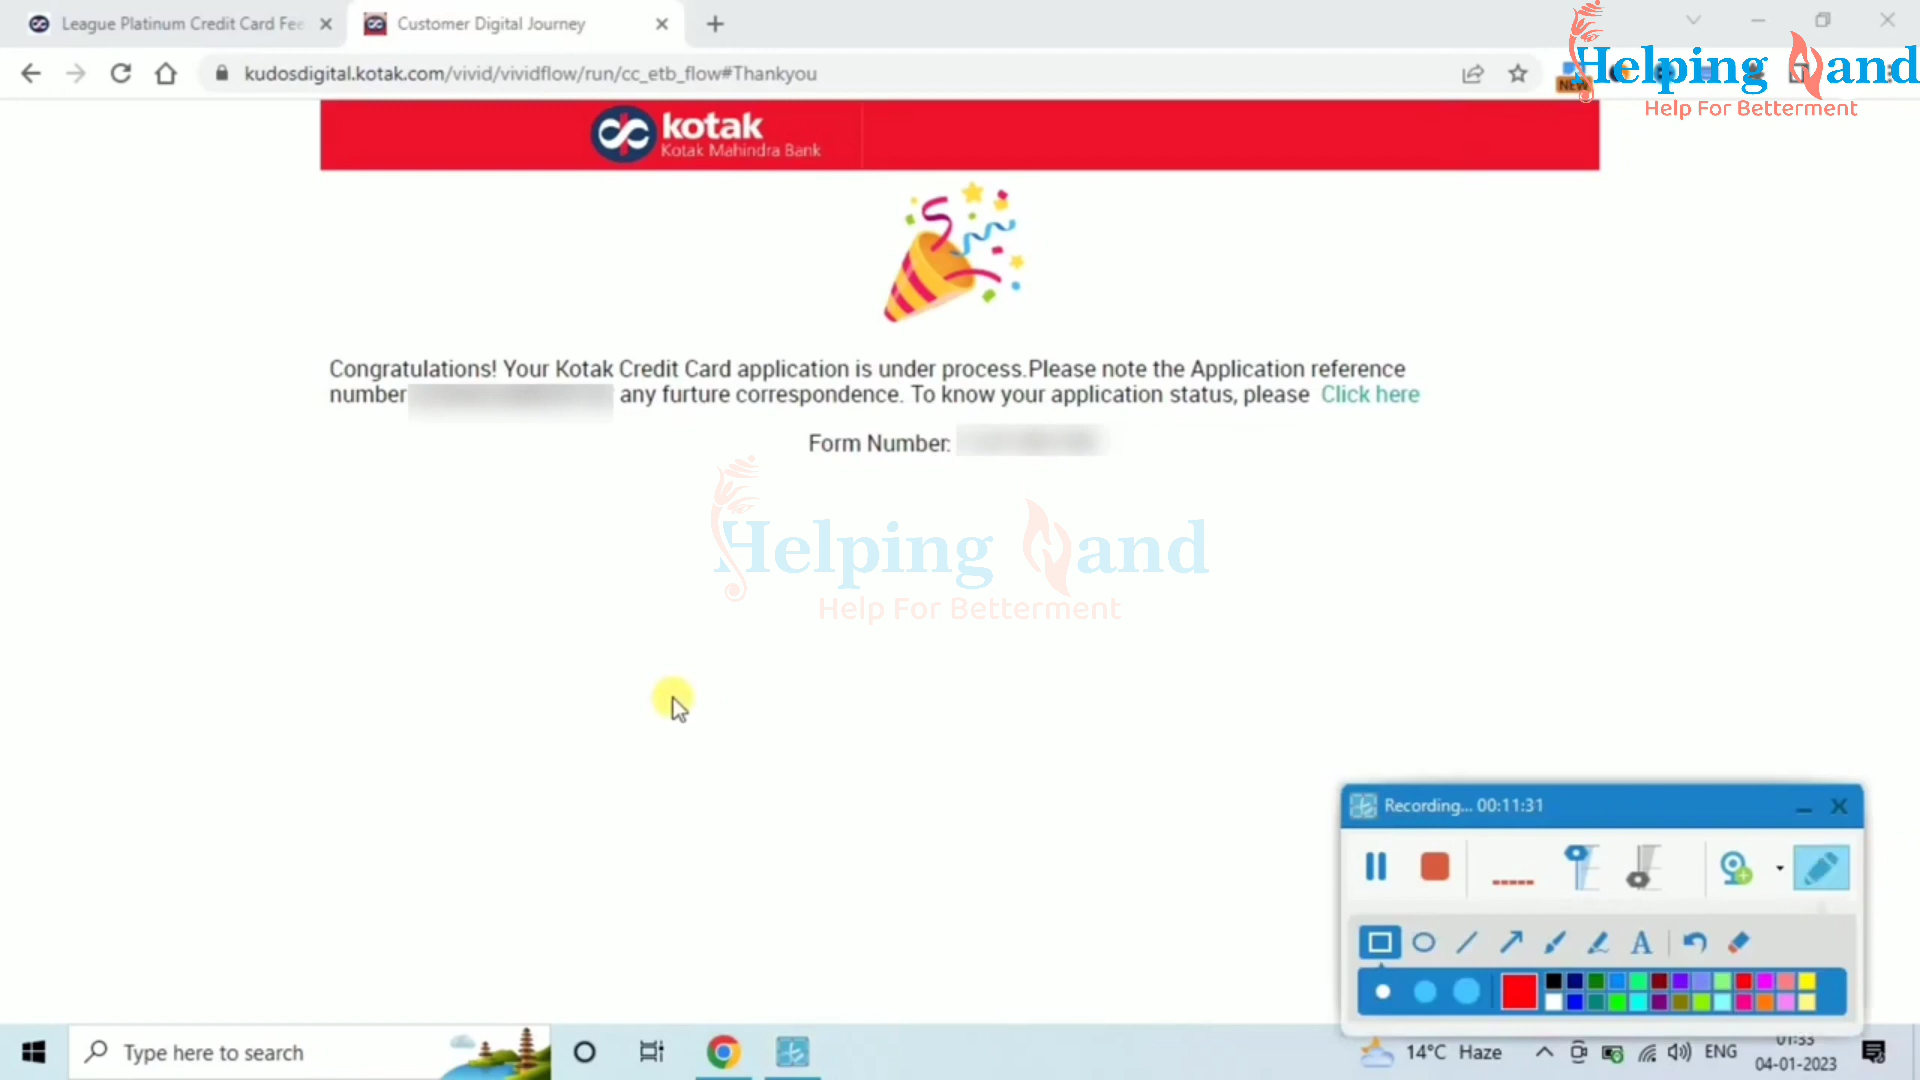 League Platinum Credit Card Fee
Customer Digital Journey
kudosdigital.kotak.com/vivid/vividflow/run/cc_etb_flow#Thankyou
NEW
Helping Hand
Help For Betterment
kotak
Kotak Mahindra Bank
Congratulations! Your Kotak Credit Card application is under process.Please note the Application reference
number any furture correspondence. To know your application status, please Click here
Form Number:
Helping Hand
Help For Betterment
Recording... 00:11:31
A
Type here to search
14°C Haze
ENG
01:33
04-01-2023